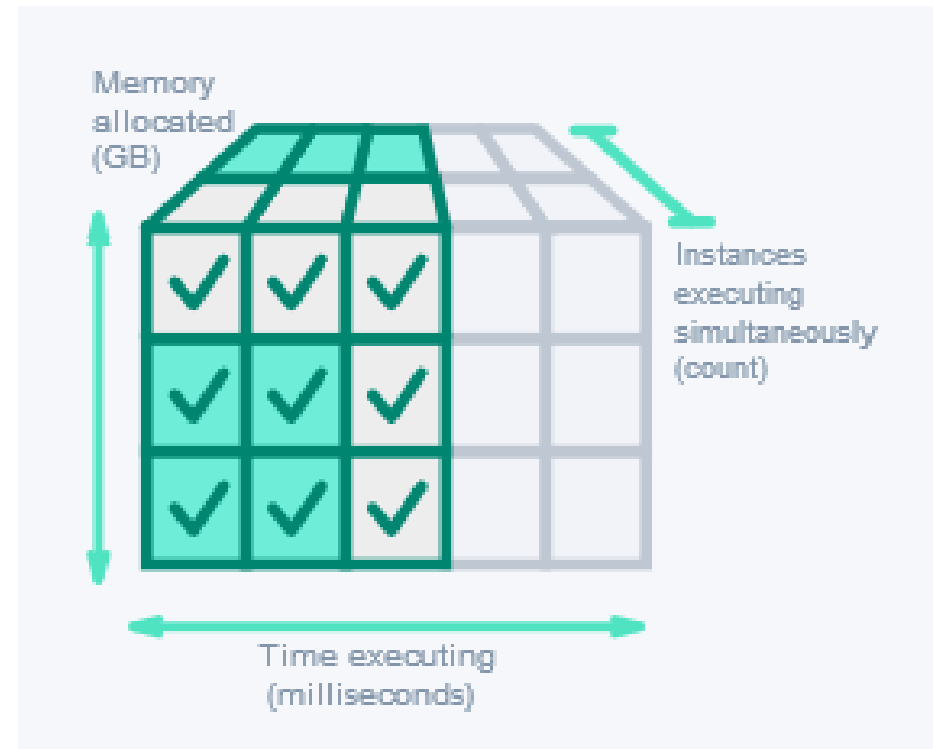 Memory
allocated
(GB)
Instances
executing
simultaneously
(count)
Time executing
(milliseconds)